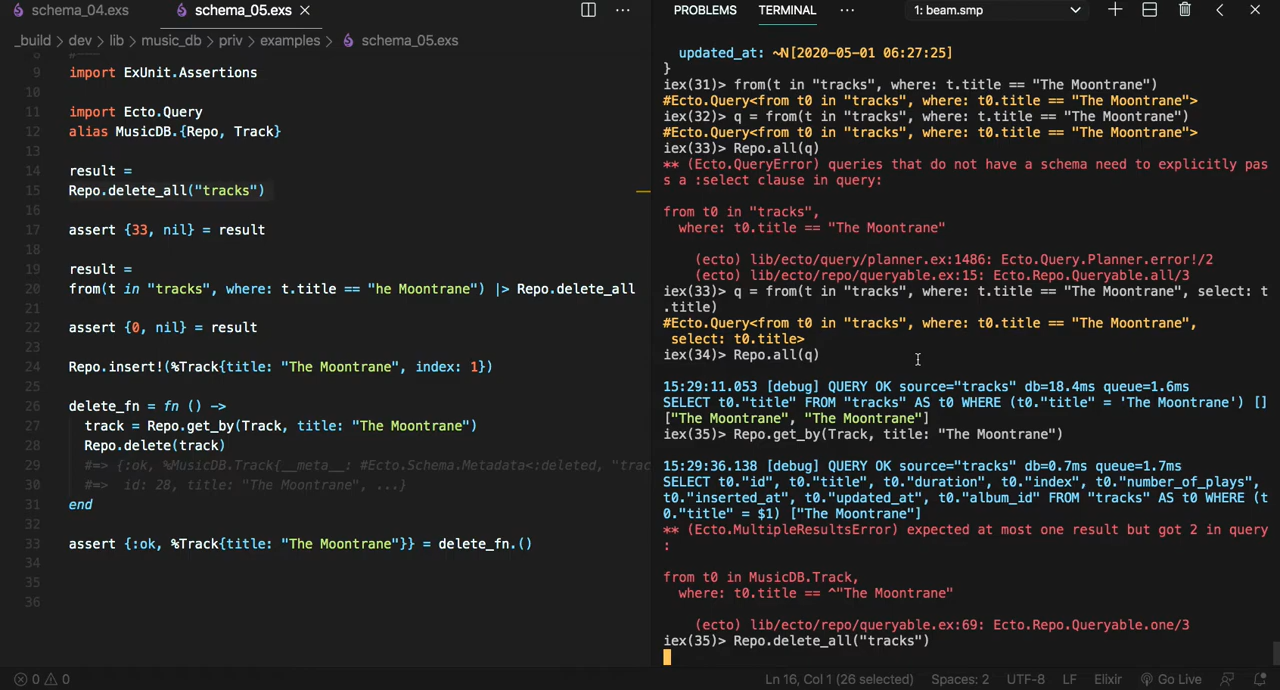 schema_04.exs
schema_05.exs
_build > dev > lib > music_db > priv > examples > schema_05.exs
9 import ExUnit.Assertions
10
11 import Ecto.Query
12 alias MusicDB.{Repo, Track}
13
14 result =
15 Repo.delete_all("tracks")
16
17 assert {33, nil} = result
18
19 result =
20 from(t in "tracks", where: t.title == "he Moontrane") |> Repo.delete_all
21
22 assert {0, nil} = result
23
24 Repo.insert!(%Track{title: "The Moontrane", index: 1})
25
26 delete_fn = fn () ->
27 track = Repo.get_by(Track, title: "The Moontrane")
28 Repo.delete(track)
29 #=> {:ok, %MusicDB.Track{__meta__: #Ecto.Schema.Metadata<:deleted, "trac
30 #=> id: 28, title: "The Moontrane", ...}
31 end
32
33 assert {:ok, %Track{title: "The Moontrane"}} = delete_fn.()
34
35
36
PROBLEMS TERMINAL ... 1: beam.smp
updated_at: ~N[2020-05-01 06:27:25]
}
iex(31)> from(t in "tracks", where: t.title == "The Moontrane")
#Ecto.Query<from t0 in "tracks", where: t0.title == "The Moontrane">
iex(32)> q = from(t in "tracks", where: t.title == "The Moontrane")
#Ecto.Query<from t0 in "tracks", where: t0.title == "The Moontrane">
iex(33)> Repo.all(q)
** (Ecto.QueryError) queries that do not have a schema need to explicitly pas
s a :select clause in query:
from t0 in "tracks",
where: t0.title == "The Moontrane"
(ecto) lib/ecto/query/planner.ex:1486: Ecto.Query.Planner.error!/2
(ecto) lib/ecto/repo/queryable.ex:15: Ecto.Repo.Queryable.all/3
iex(33)> q = from(t in "tracks", where: t.title == "The Moontrane", select: t
.title)
#Ecto.Query<from t0 in "tracks", where: t0.title == "The Moontrane",
select: t0.title>
iex(34)> Repo.all(q)
15:29:11.053 [debug] QUERY OK source="tracks" db=18.4ms queue=1.6ms
SELECT t0."title" FROM "tracks" AS t0 WHERE (t0."title" = 'The Moontrane') []
["The Moontrane", "The Moontrane"]
iex(35)> Repo.get_by(Track, title: "The Moontrane")
15:29:36.138 [debug] QUERY OK source="tracks" db=0.7ms queue=1.7ms
SELECT t0."id", t0."title", t0."duration", t0."index", t0."number_of_plays",
t0."inserted_at", t0."updated_at", t0."album_id" FROM "tracks" AS t0 WHERE (t
0."title" = $1) ["The Moontrane"]
** (Ecto.MultipleResultsError) expected at most one result but got 2 in query
:
from t0 in MusicDB.Track,
where: t0.title == ^"The Moontrane"
(ecto) lib/ecto/repo/queryable.ex:69: Ecto.Repo.Queryable.one/3
iex(35)> Repo.delete_all("tracks")
0 0 Ln 16, Col 1 (26 selected) Spaces: 2 UTF-8 LF Elixir Go Live